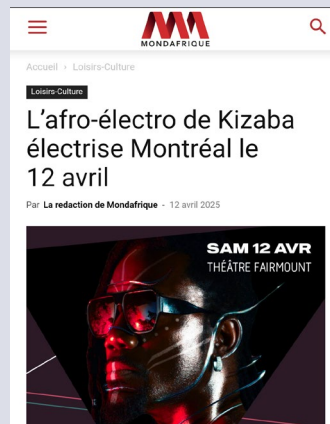 MONDAFRIQUE
Accueil › Loisirs-Culture
Loisirs-Culture
L’afro-électro de Kizaba
électrise Montréal le
12 avril
Par La redaction de Mondafrique - 12 avril 2025
SAM 12 AVR
THÉÂTRE FAIRMOUNT